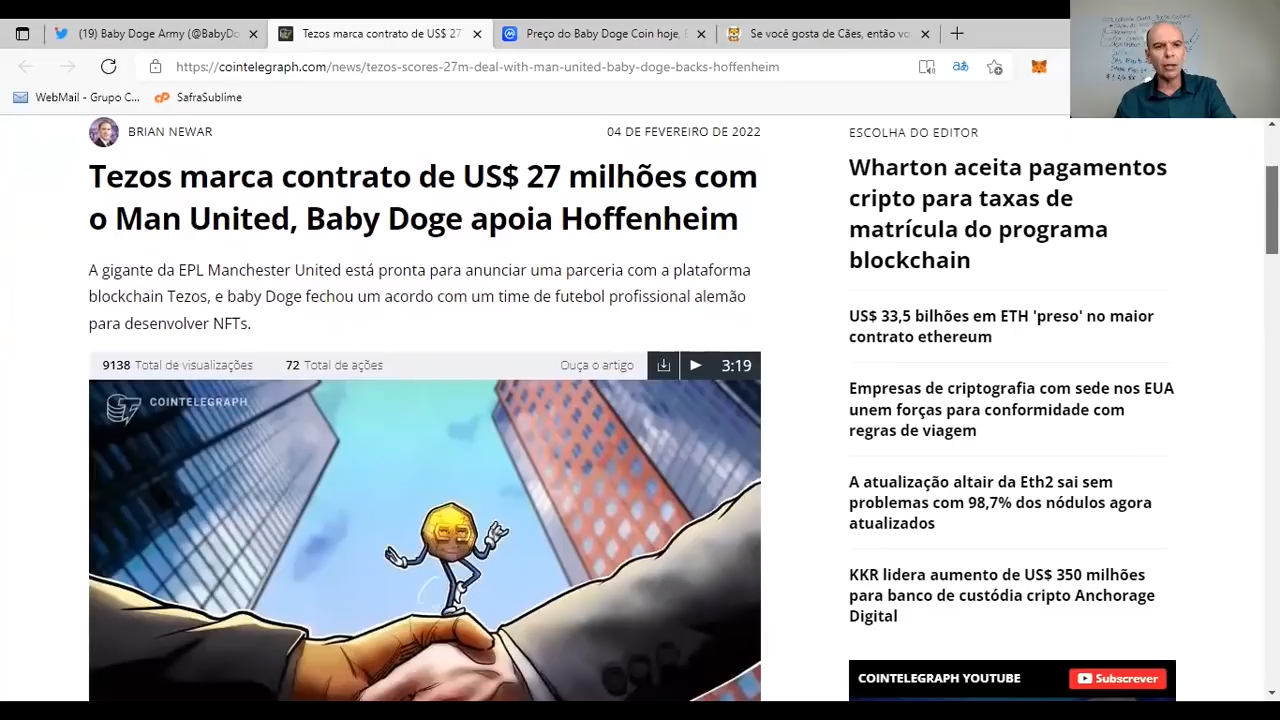 (19) Baby Doge Army (@BabyDo
Tezos marca contrato de US$ 27
Preço do Baby Doge Coin hoje,
Se você gosta de Cães, então vo
https://cointelegraph.com/news/tezos-scores-27m-deal-with-man-united-baby-doge-backs-hoffenheim
WebMail - Grupo C...
SafraSublime
BRIAN NEWAR
04 DE FEVEREIRO DE 2022
Tezos marca contrato de US$ 27 milhões com
o Man United, Baby Doge apoia Hoffenheim
A gigante da EPL Manchester United está pronta para anunciar uma parceria com a plataforma
blockchain Tezos, e baby Doge fechou um acordo com um time de futebol profissional alemão
para desenvolver NFTs.
9138 Total de visualizações
72 Total de ações
Ouça o artigo
3:19
COINTELEGRAPH
ESCOLHA DO EDITOR
Wharton aceita pagamentos
cripto para taxas de
matrícula do programa
blockchain
US$ 33,5 bilhões em ETH 'preso' no maior
contrato ethereum
Empresas de criptografia com sede nos EUA
unem forças para conformidade com
regras de viagem
A atualização altair da Eth2 sai sem
problemas com 98,7% dos nódulos agora
atualizados
KKR lidera aumento de US$ 350 milhões
para banco de custódia cripto Anchorage
Digital
COINTELEGRAPH YOUTUBE
Subscrever